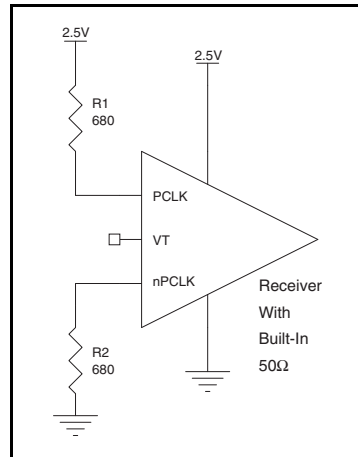 2.5V
2.5V
R1
680
PCLK
VT
nPCLK
Receiver
With
Built-In
50Ω
R2
680